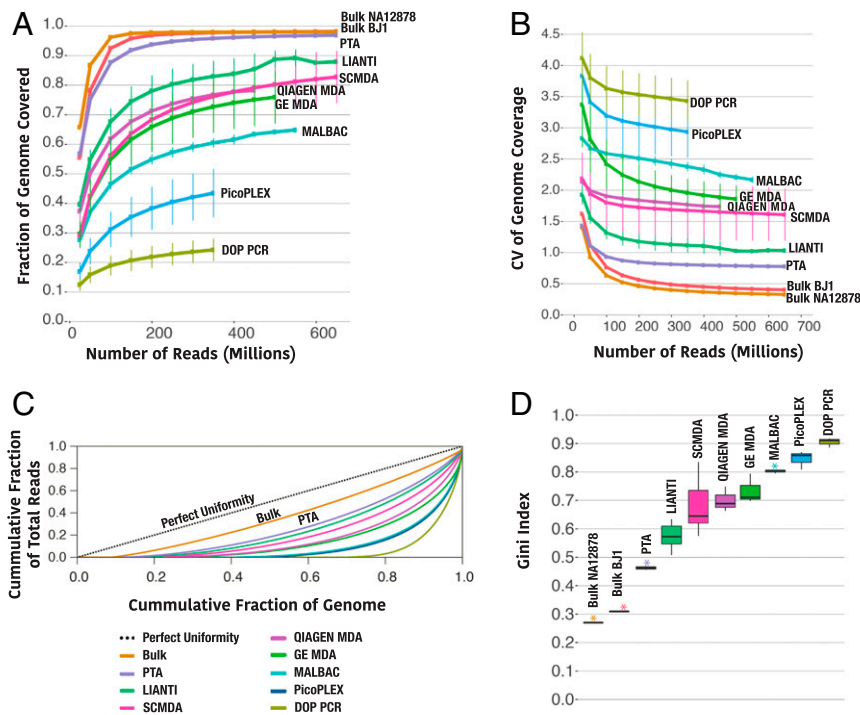 A
Fraction of Genome Covered
1.0
0.9
0.8
0.7
0.6
0.5
0.4
0.3
0.2
0.1
0.0
Bulk NA12878
Bulk BJ1
PTA
LIANTI
SCMDA
QIAGEN MDA
GE MDA
MALBAC
PicoPLEX
DOP PCR
0
200
400
600
Number of Reads (Millions)
B
CV of Genome Coverage
4.5
4.0
3.5
3.0
2.5
2.0
1.5
1.0
0.5
0.0
DOP PCR
PicoPLEX
MALBAC
GE MDA
QIAGEN MDA
SCMDA
LIANTI
PTA
Bulk BJ1
Bulk NA12878
0
100
200
300
400
500
600
700
Number of Reads (Millions)
C
Cummulative Fraction
of Total Reads
1.0
0.8
0.6
0.4
0.2
0.0
Perfect Uniformity
Bulk
PTA
0.0
0.2
0.4
0.6
0.8
1.0
Cummulative Fraction of Genome
Perfect Uniformity
Bulk
PTA
LIANTI
SCMDA
QIAGEN MDA
GE MDA
MALBAC
PicoPLEX
DOP PCR
D
Gini Index
1.0
0.9
0.8
0.7
0.6
0.5
0.4
0.3
0.2
0.1
0.0
Bulk NA12878
Bulk BJ1
PTA
LIANTI
SCMDA
QIAGEN MDA
GE MDA
MALBAC
PicoPLEX
DOP PCR